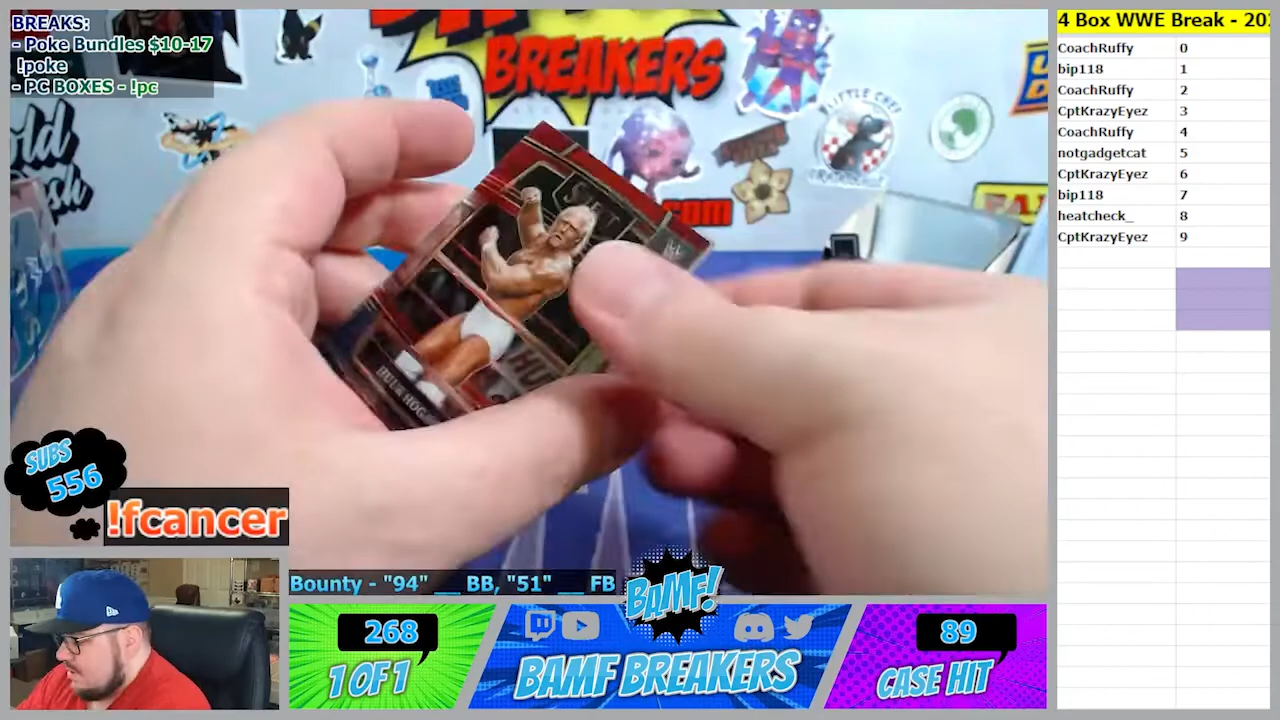 BREAKS:
- Poke Bundles $10-17
!poke
- PC BOXES - !pc
BREAKERS
SUBS
556
!fcancer
Bounty - "94" __ BB, "51" __ FB
BAMF!
268
1 OF 1
BAMF BREAKERS
89
CASE HIT
4 Box WWE Break - 20
CoachRuffy 0
bip118 1
CoachRuffy 2
CptKrazyEyez 3
CoachRuffy 4
notgadgetcat 5
CptKrazyEyez 6
bip118 7
heatcheck_ 8
CptKrazyEyez 9